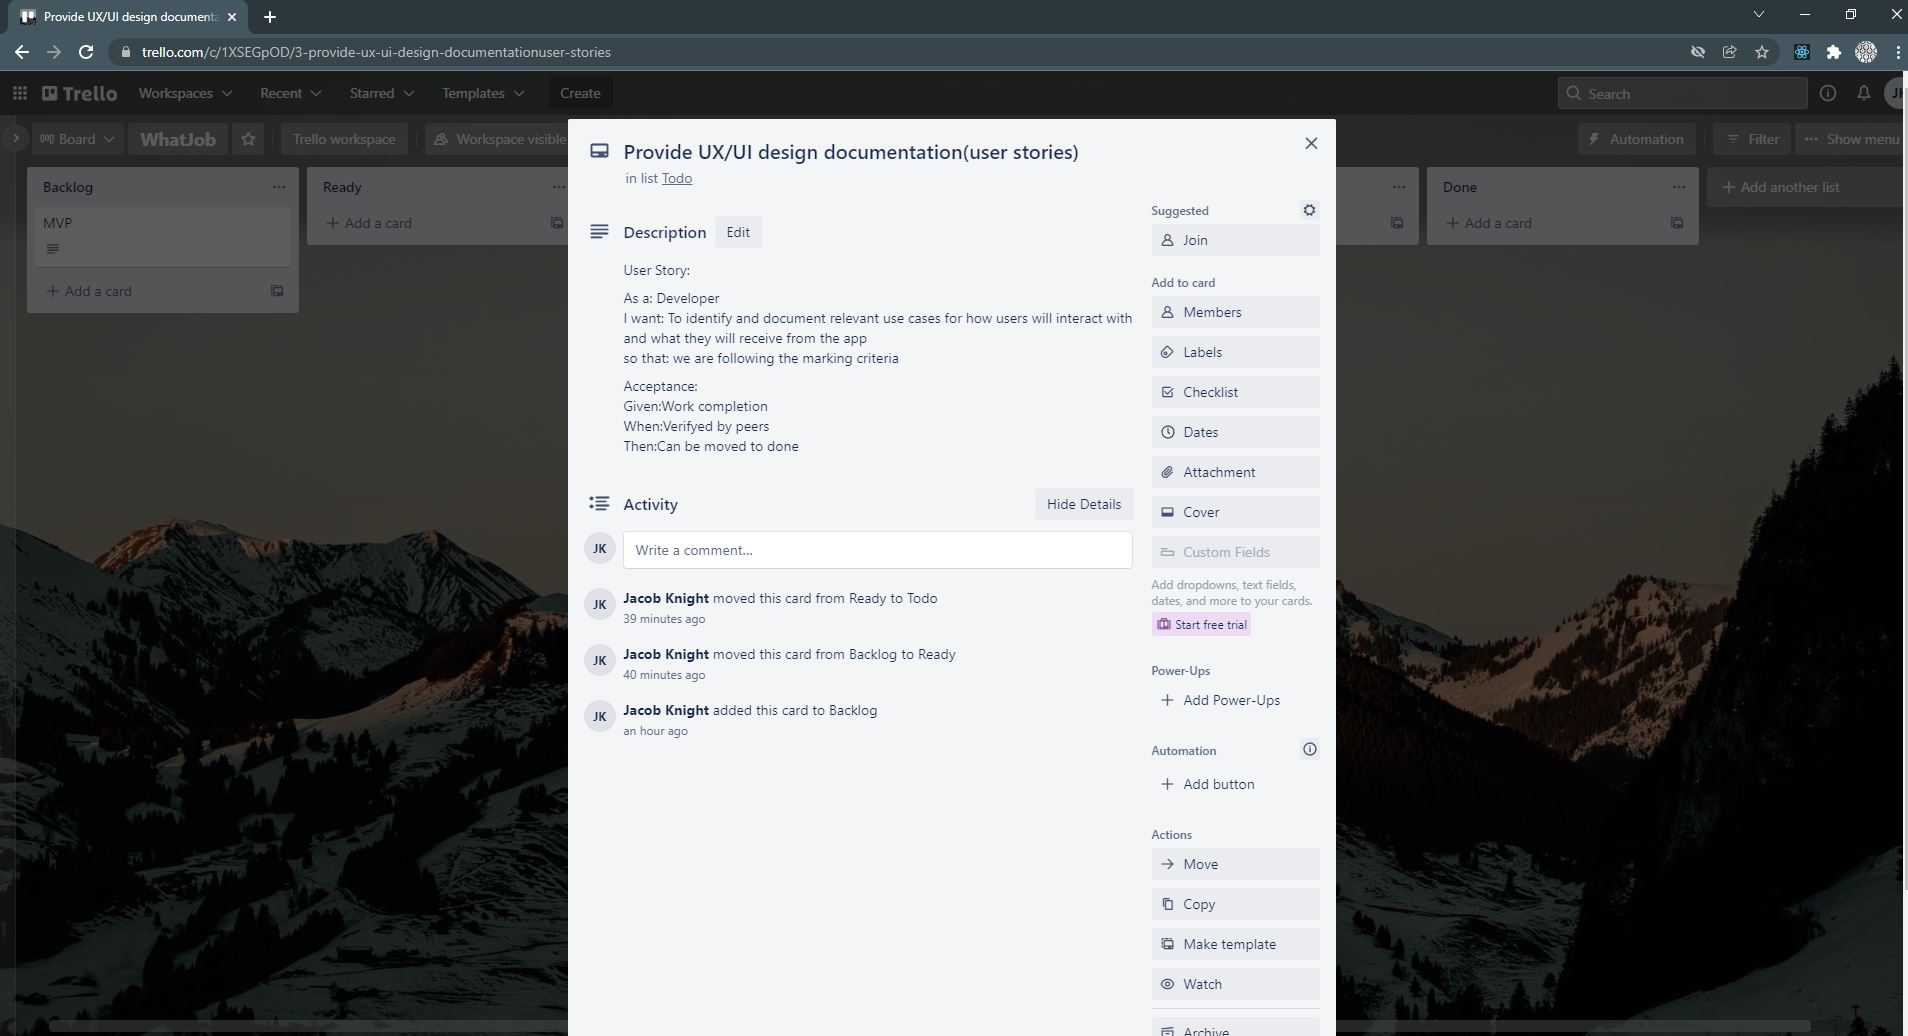 Provide UX/UI design documenta
trello.com/c/1XSEGpOD/3-provide-ux-ui-design-documentationuser-stories
Trello
Workspaces
Recent
Starred
Templates
Create
Search
Board
WhatJob
Trello workspace
Workspace visible
Automation
Filter
Show menu
Backlog
MVP
+ Add a card
Ready
+ Add a card
Done
+ Add a card
+ Add another list
Provide UX/UI design documentation(user stories)
in list Todo
Description
Edit
User Story:
As a: Developer
I want: To identify and document relevant use cases for how users will interact with
and what they will receive from the app
so that: we are following the marking criteria
Acceptance:
Given:Work completion
When:Verifyed by peers
Then:Can be moved to done
Activity
Hide Details
JK
Write a comment...
JK
Jacob Knight moved this card from Ready to Todo
39 minutes ago
JK
Jacob Knight moved this card from Backlog to Ready
40 minutes ago
JK
Jacob Knight added this card to Backlog
an hour ago
Suggested
Join
Add to card
Members
Labels
Checklist
Dates
Attachment
Cover
Custom Fields
Add dropdowns, text fields,
dates, and more to your cards.
Start free trial
Power-Ups
+ Add Power-Ups
Automation
+ Add button
Actions
Move
Copy
Make template
Watch
Archive